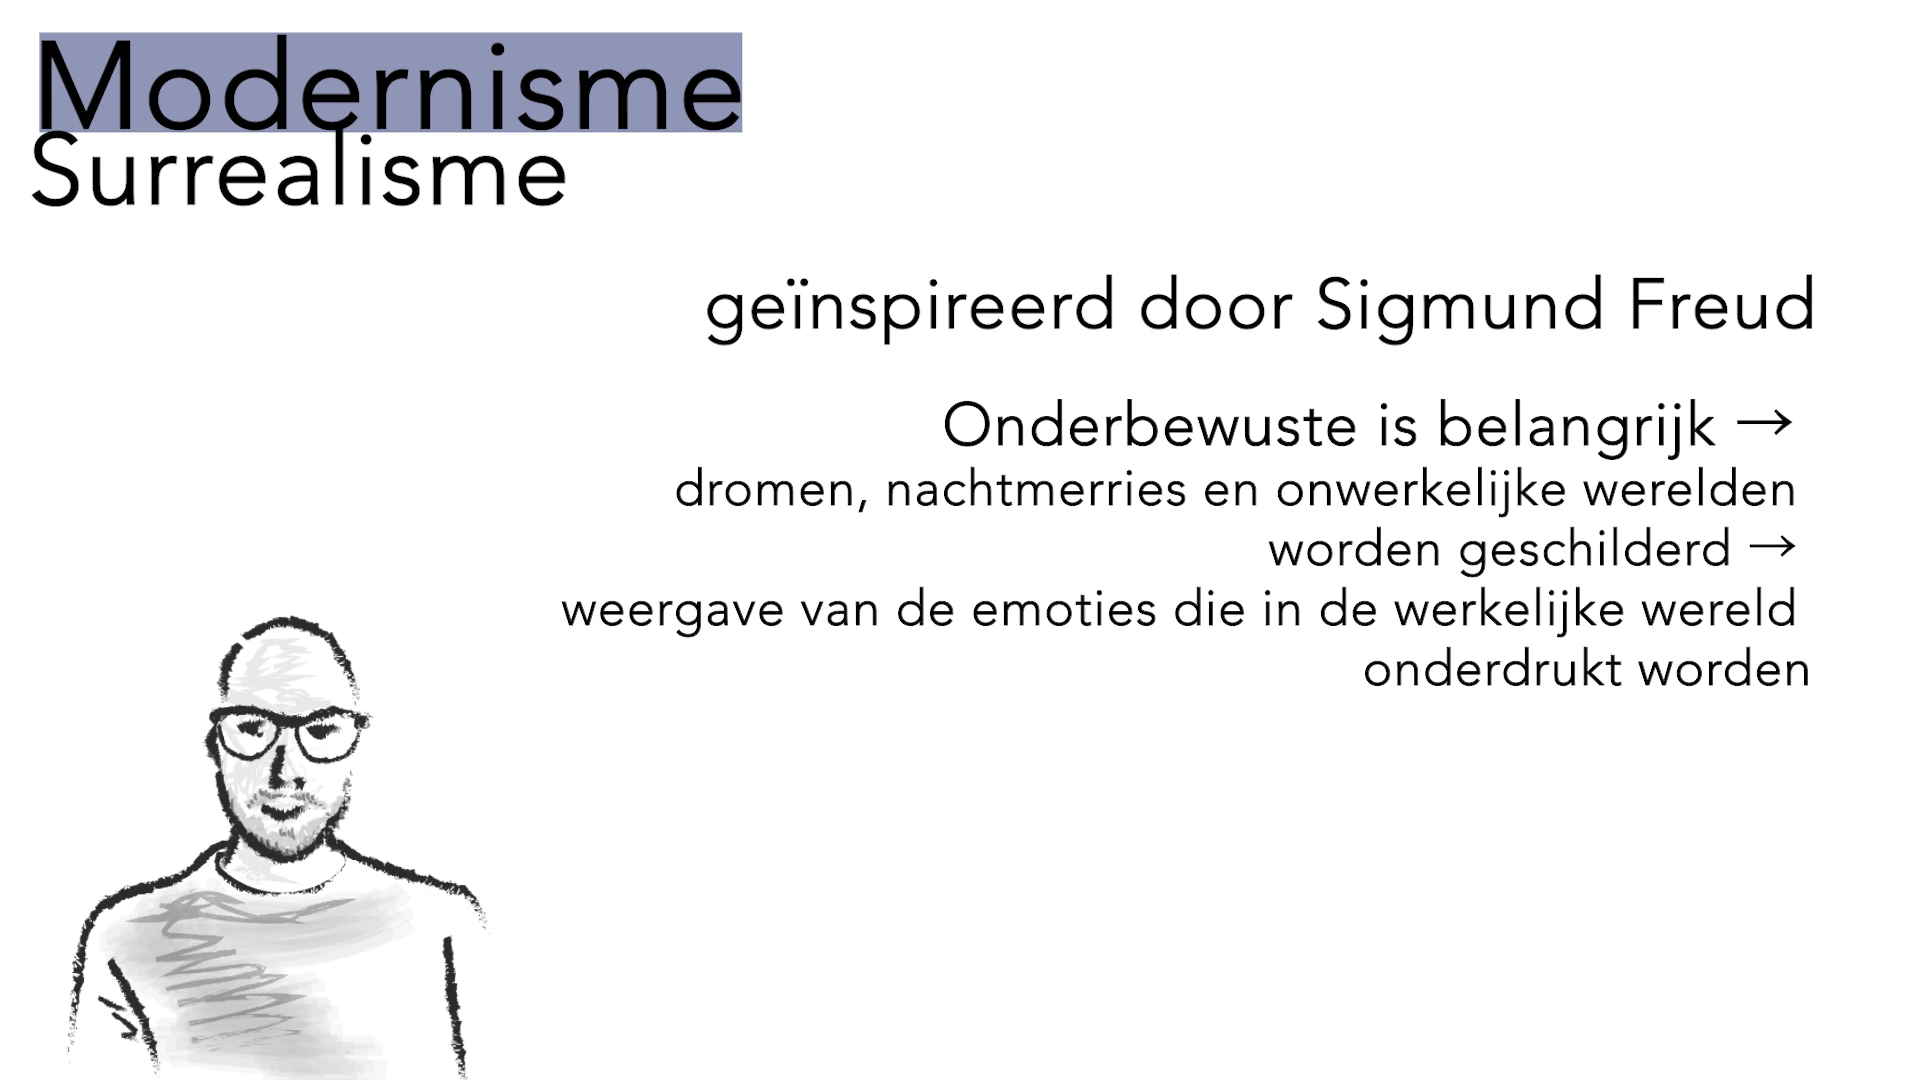 Modernisme
Surrealisme
geïnspireerd door Sigmund Freud
Onderbewuste is belangrijk →
dromen, nachtmerries en onwerkelijke werelden
worden geschilderd →
weergave van de emoties die in de werkelijke wereld
onderdrukt worden